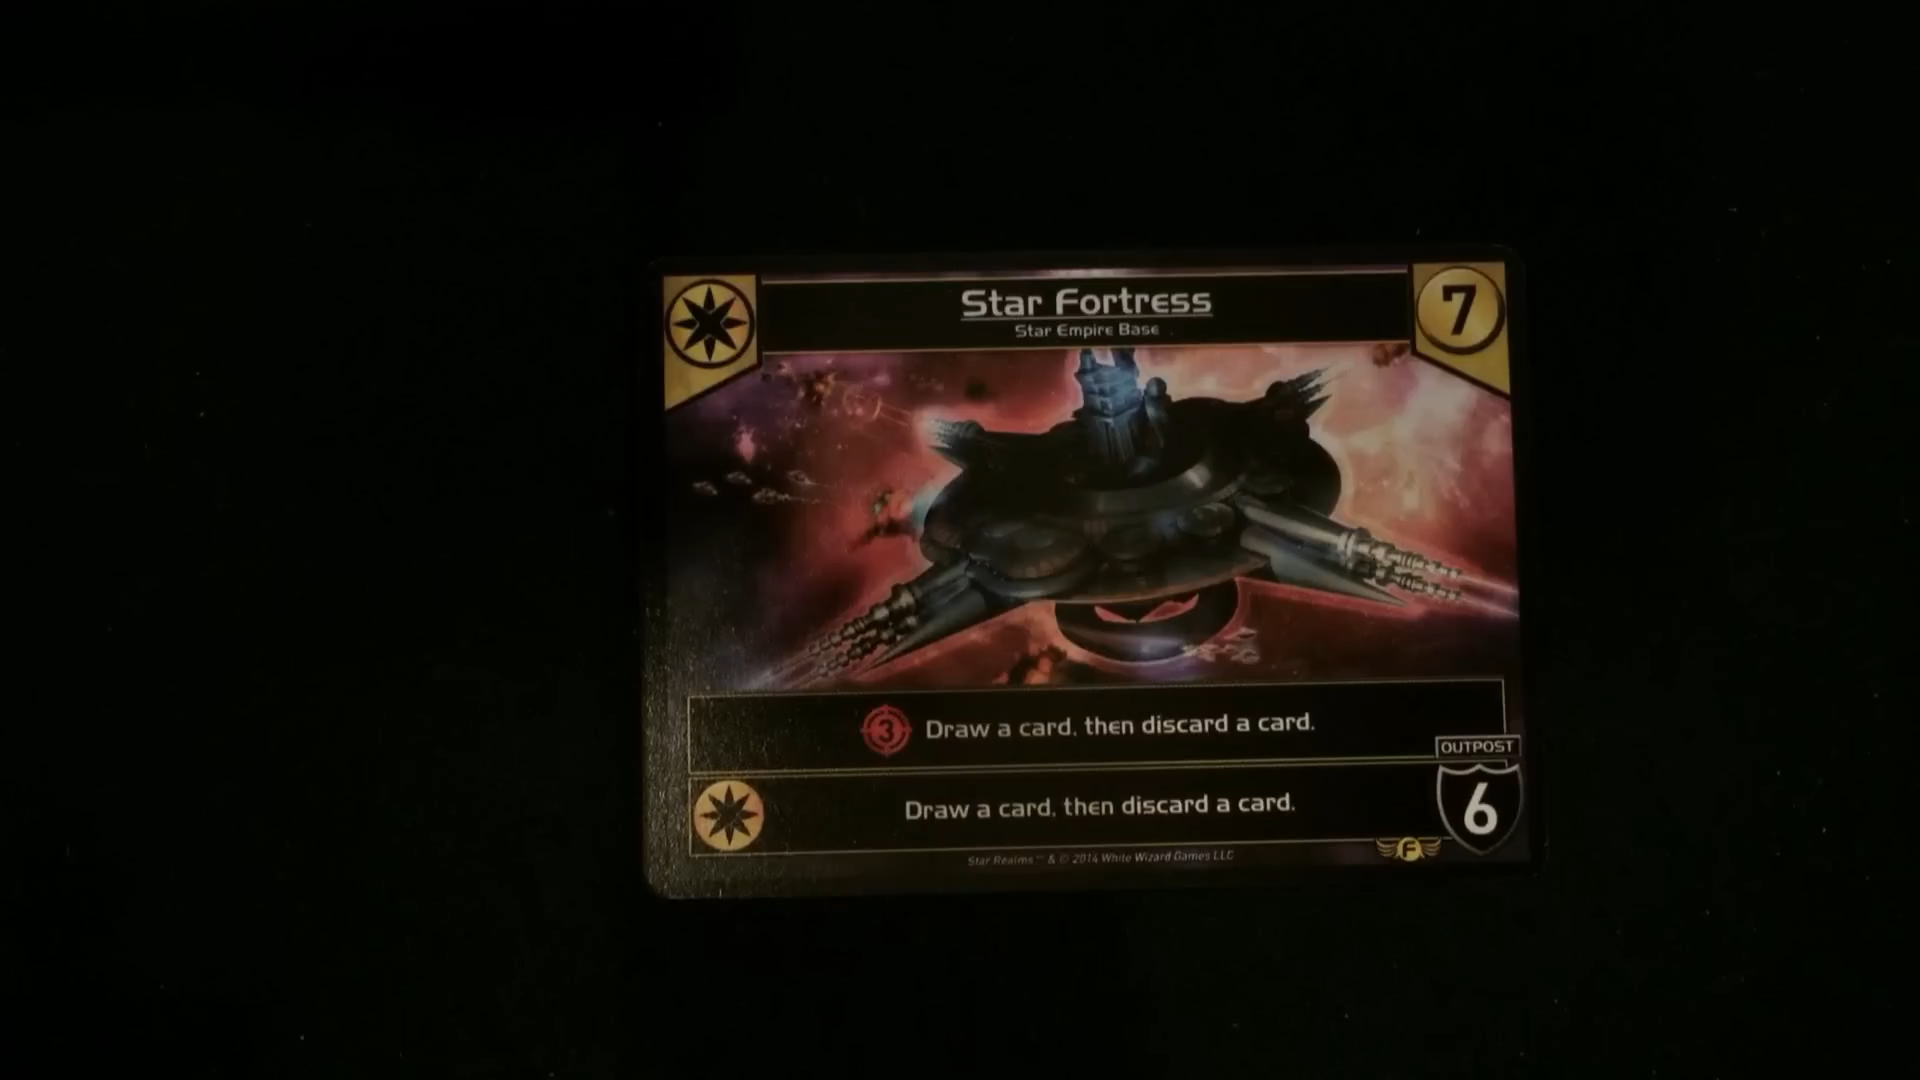 Star Fortress
7
Star Empire Base
3 Draw a card, then discard a card.
OUTPOST
Draw a card, then discard a card.
6
F
Star Realms™ & © 2014 White Wizard Games LLC